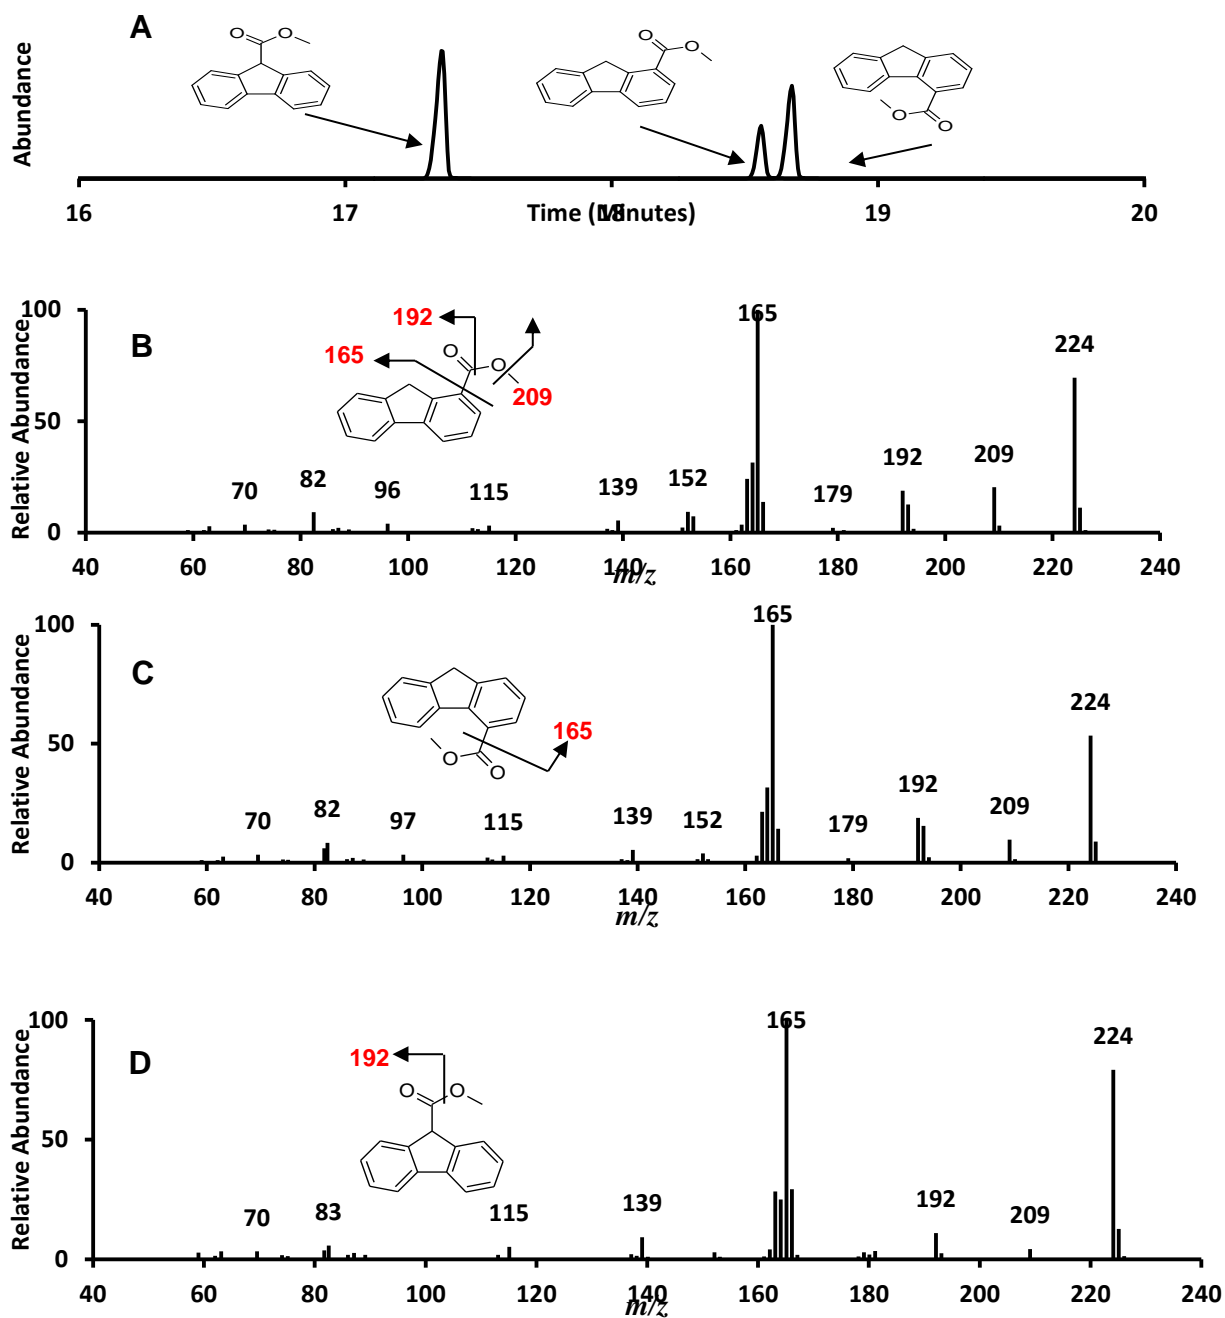 A
O O
O O
O O
Abundance
16 17 18 19 20
Time (Minutes)
B
Relative Abundance
100
50
0
192
165
O O
209
70 82 96 115 139 152 165 179 192 209 224
40 60 80 100 120 140 160 180 200 220 240
m/z
C
Relative Abundance
100
50
0
165
O O
70 82 97 115 139 152 165 179 192 209 224
40 60 80 100 120 140 160 180 200 220 240
m/z
D
Relative Abundance
100
50
0
192
O O
70 83 115 139 165 192 209 224
40 60 80 100 120 140 160 180 200 220 240
m/z